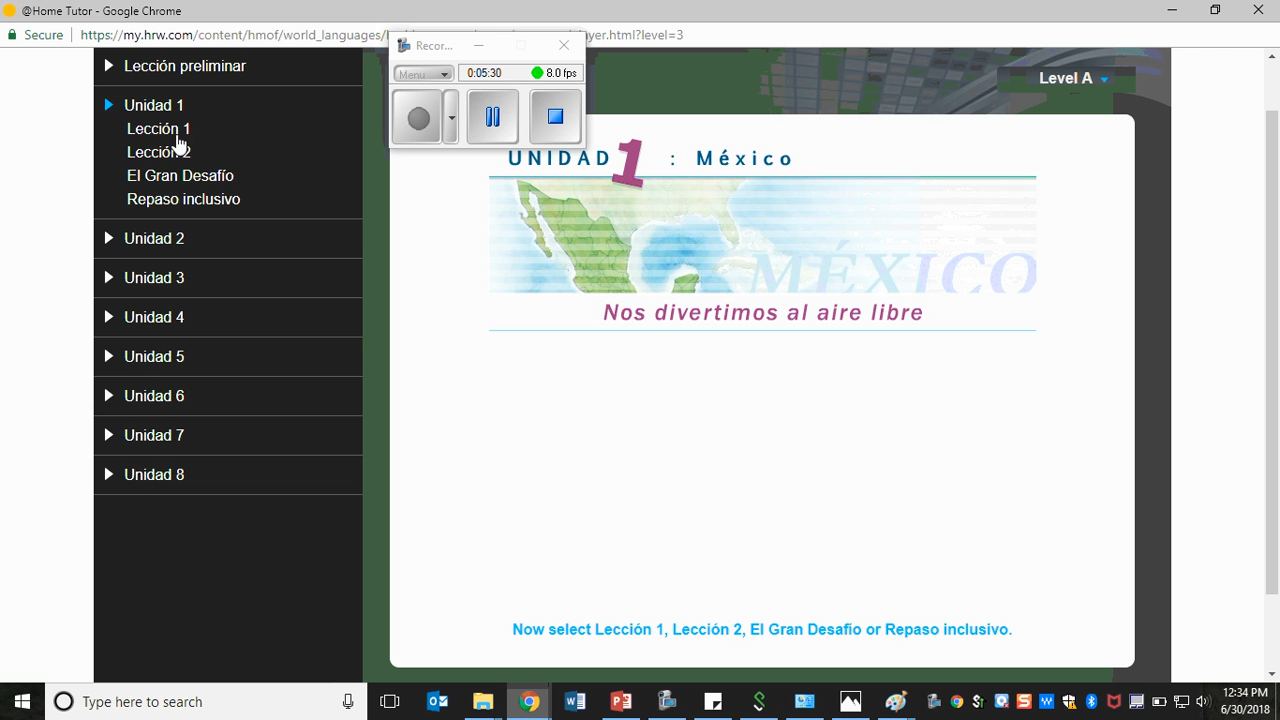 @Home Tutor - Google Chrome
Secure | https://my.hrw.com/content/hmof/world_languages/
ayer.html?level=3
Recor...
Menu
0:05:30
8.0 fps
Lección preliminar
Unidad 1
Lección 1
Lección 2
El Gran Desafío
Repaso inclusivo
Unidad 2
Unidad 3
Unidad 4
Unidad 5
Unidad 6
Unidad 7
Unidad 8
Level A
UNIDAD 1 : México
MÉXICO
Nos divertimos al aire libre
Now select Lección 1, Lección 2, El Gran Desafío or Repaso inclusivo.
Type here to search
12:34 PM
6/30/2018